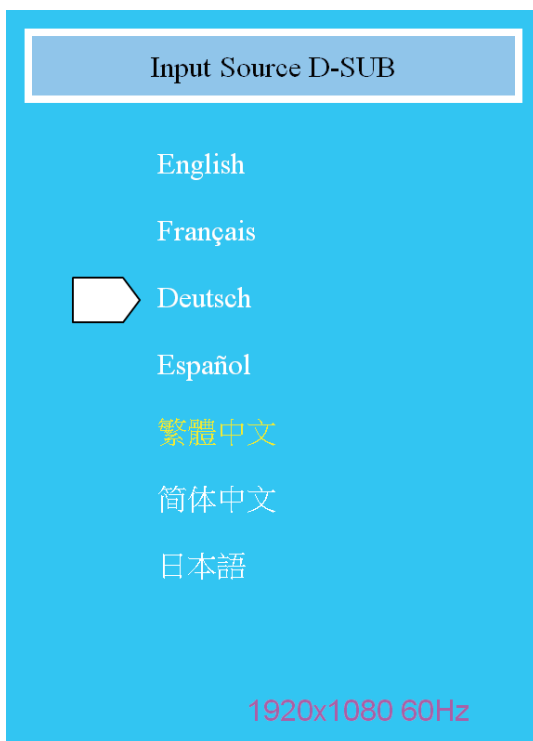 Input Source D-SUB
English
Français
Deutsch
Español
繁體中文
简体中文
日本語
1920x1080 60Hz